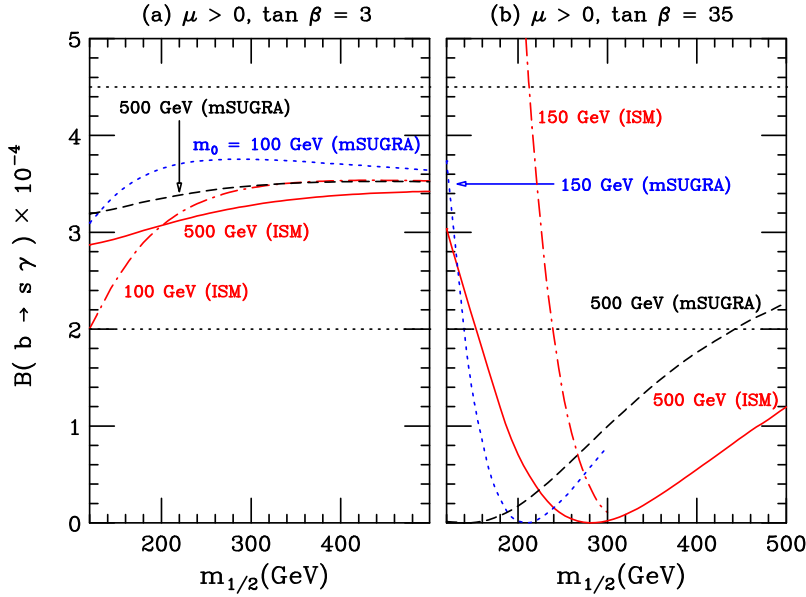 (a) μ > 0, tan β = 3
(b) μ > 0, tan β = 35
B( b → s γ ) × 10⁻⁴
5
4
3
2
1
0
500 GeV (mSUGRA)
m₀ = 100 GeV (mSUGRA)
500 GeV (ISM)
100 GeV (ISM)
150 GeV (ISM)
150 GeV (mSUGRA)
500 GeV (mSUGRA)
500 GeV (ISM)
200 300 400
200 300 400 500
m₁/₂(GeV)
m₁/₂(GeV)